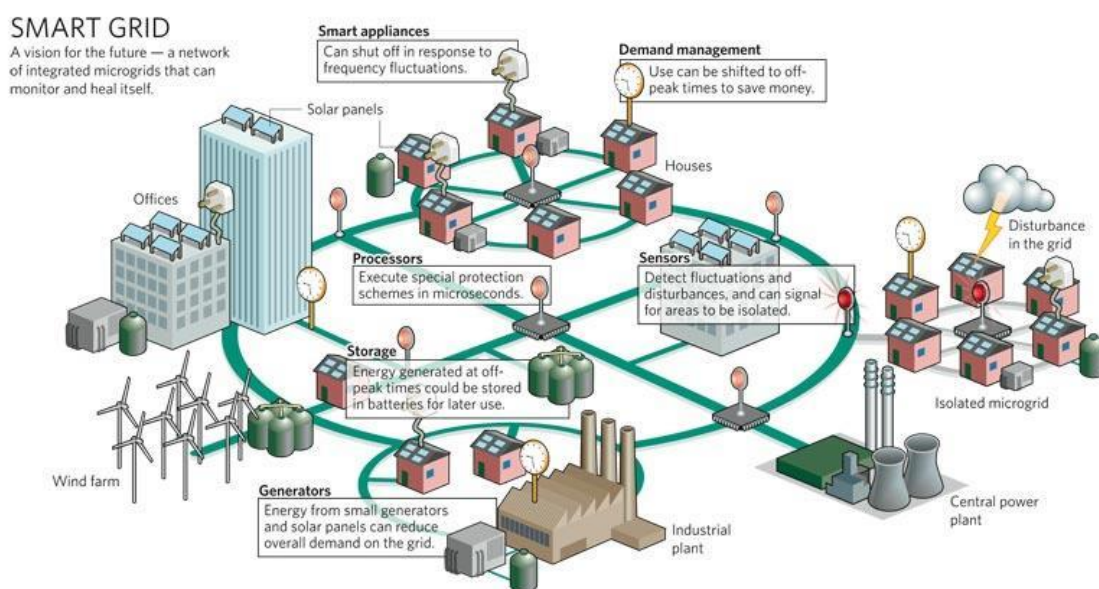 SMART GRID
A vision for the future — a network
of integrated microgrids that can
monitor and heal itself.
Smart appliances
Can shut off in response to
frequency fluctuations.
Demand management
Use can be shifted to off-
peak times to save money.
Solar panels
Houses
Offices
Disturbance
in the grid
Processors
Execute special protection
schemes in microseconds.
Sensors
Detect fluctuations and
disturbances, and can signal
for areas to be isolated.
Storage
Energy generated at off-
peak times could be stored
in batteries for later use.
Isolated microgrid
Wind farm
Generators
Energy from small generators
and solar panels can reduce
overall demand on the grid.
Industrial
plant
Central power
plant